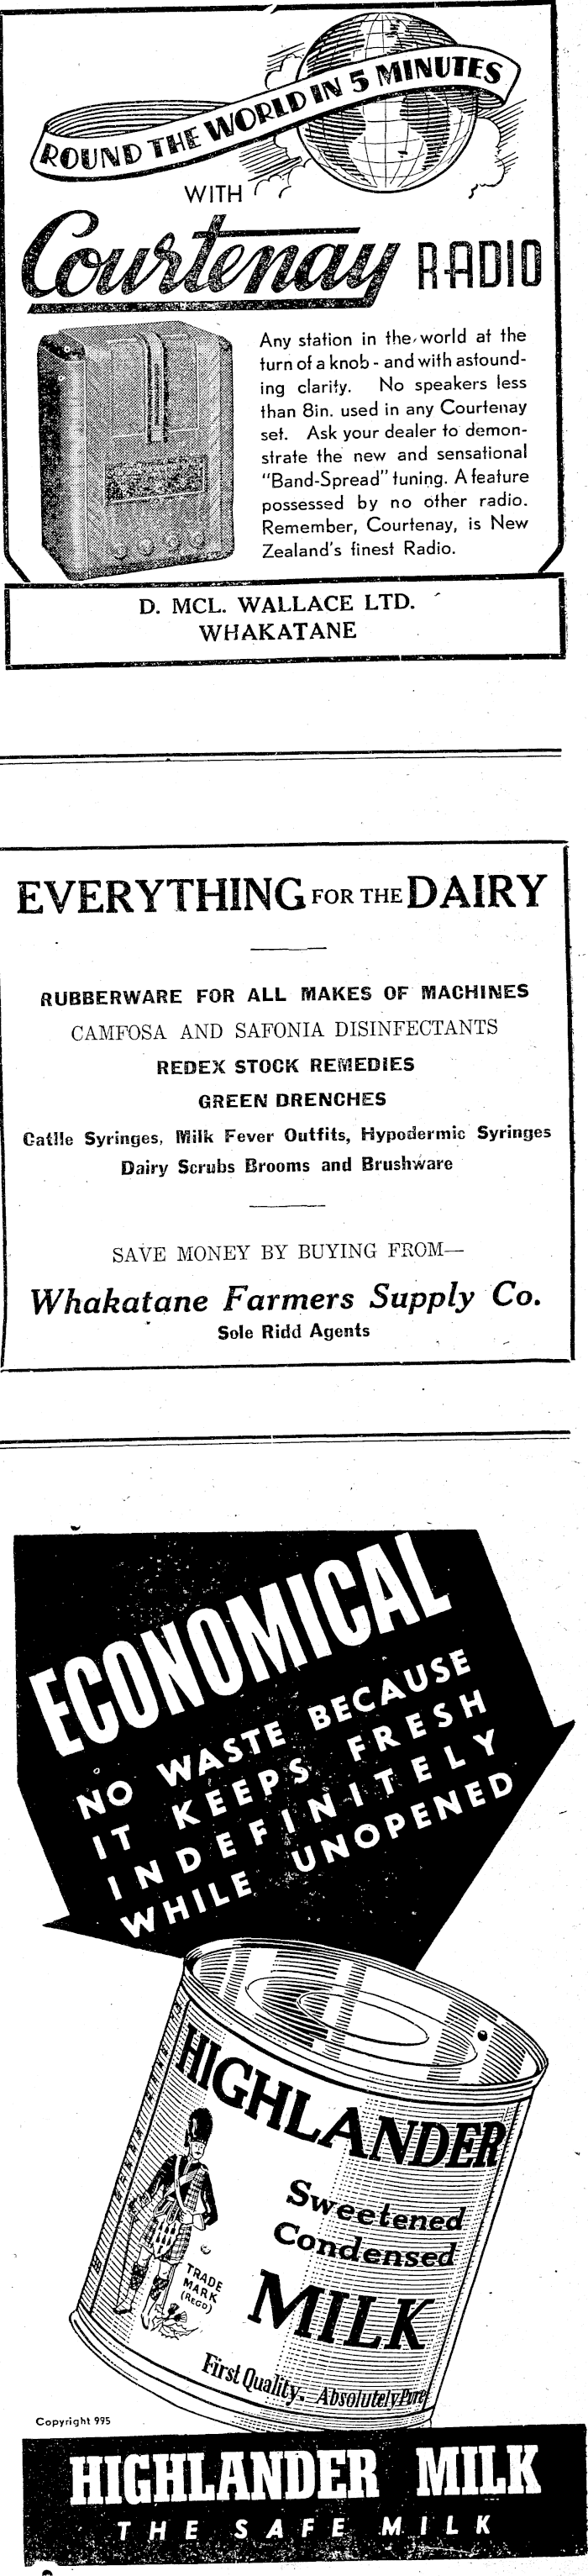 ROUND THE WORLD IN 5 MINUTES
WITH
Courtenay RADIO
Any station in the world at the
turn of a knob - and with astound-
ing clarity. No speakers less
than 8in. used in any Courtenay
set. Ask your dealer to demon-
strate the new and sensational
"Band-Spread" tuning. A feature
possessed by no other radio.
Remember, Courtenay, is New
Zealand's finest Radio.
D. MCL. WALLACE LTD.
WHAKATANE
EVERYTHING FOR THE DAIRY
RUBBERWARE FOR ALL MAKES OF MACHINES
CAMFOSA AND SAFONIA DISINFECTANTS
REDEX STOCK REMEDIES
GREEN DRENCHES
Catlle Syringes, Milk Fever Outfits, Hypodermic Syringes
Dairy Scrubs Brooms and Brushware
SAVE MONEY BY BUYING FROM—
Whakatane Farmers Supply Co.
Sole Ridd Agents
ECONOMICAL
NO WASTE BECAUSE
IT KEEPS FRESH
INDEFINITELY
WHILE UNOPENED
HIGHLANDER
Sweetened
Condensed
MILK
TRADE
MARK
(REGD)
First Quality. Absolutely Pure
Copyright 995
HIGHLANDER MILK
THE SAFE MILK